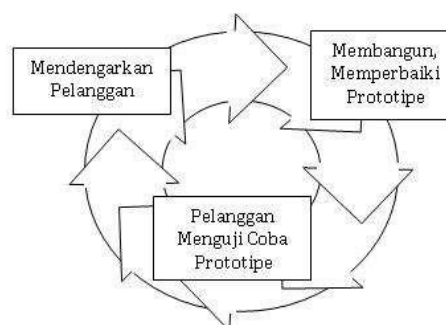 Mendengarkan
Pelanggan
Membangun,
Memperbaiki
Prototipe
Pelanggan
Menguji Coba
Prototipe